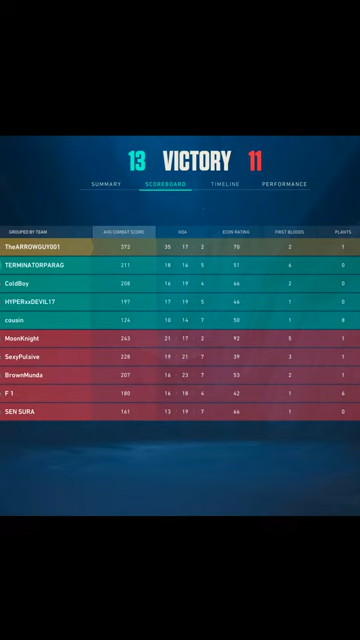 13 VICTORY 11
SUMMARY SCOREBOARD TIMELINE PERFORMANCE
GROUPED BY TEAM AVG COMBAT SCORE KDA ECON RATING FIRST BLOODS PLANTS
TheARROWGUY001 372 35 17 2 70 2 1
TERMINATORPARAG 211 18 16 5 51 6 0
ColdBoy 208 16 19 4 66 2 0
HYPERxxDEVIL17 197 17 19 5 46 1 0
cousin 124 10 14 7 50 1 8
MoonKnight 243 21 17 2 92 5 1
SexyPulsive 228 19 21 7 39 3 1
BrownMunda 207 16 23 7 53 2 1
F 1 180 16 18 4 42 1 6
SEN SURA 161 13 19 7 66 1 0